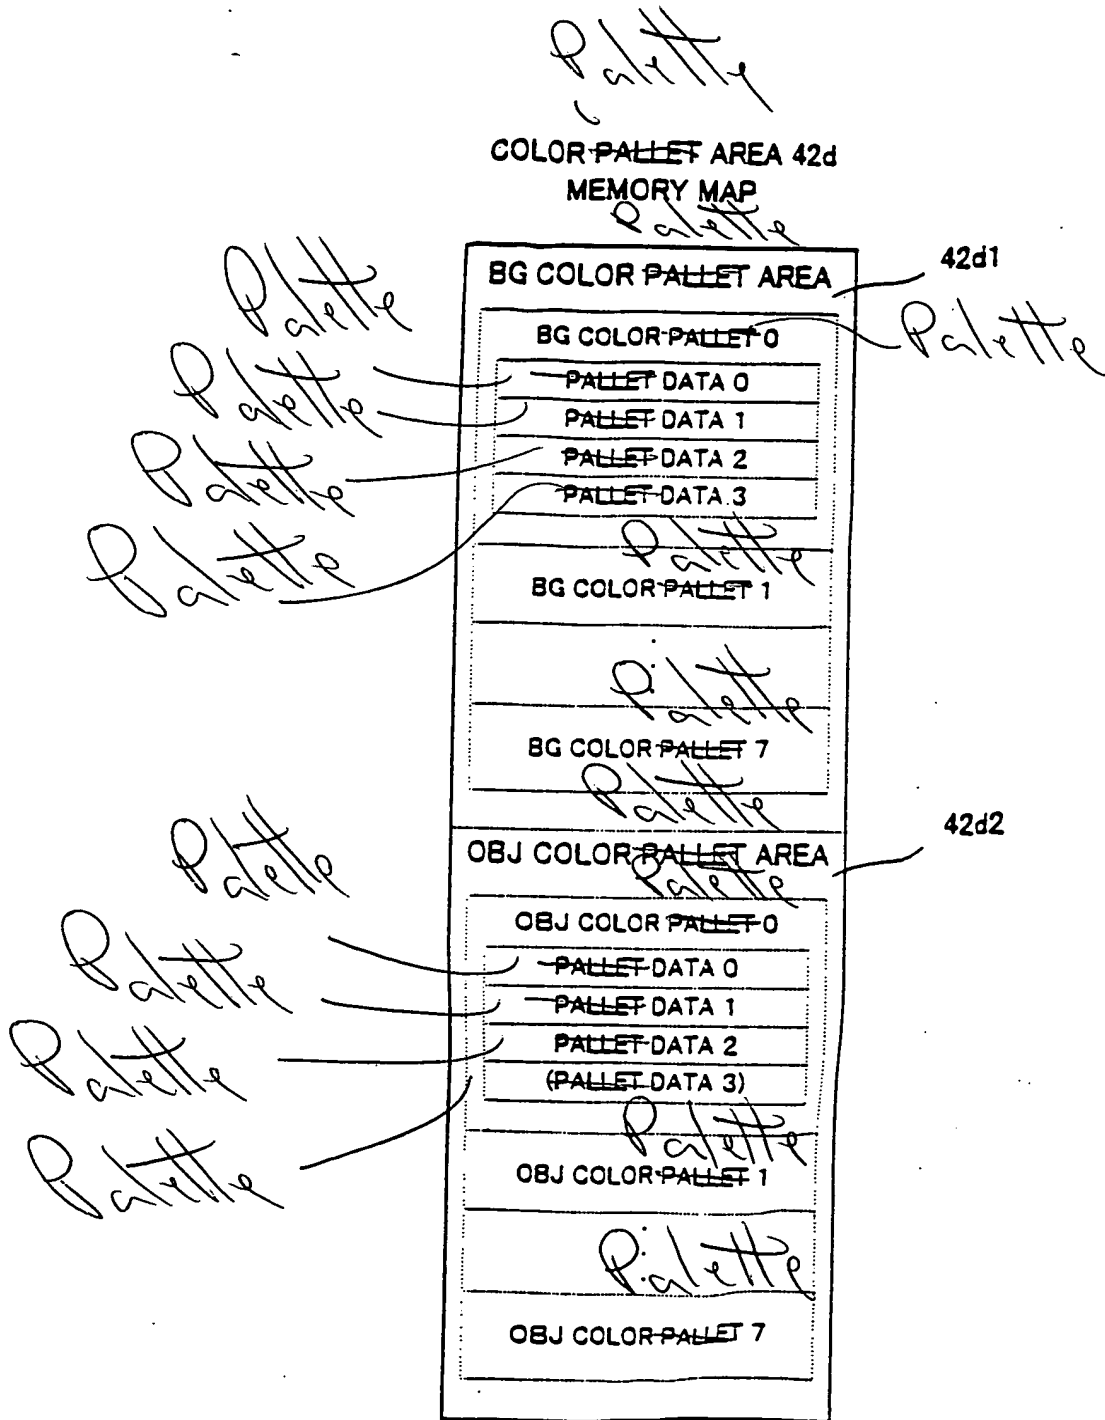 Palette
COLOR PALLET AREA 42d
MEMORY MAP
Palette
42d1
BG COLOR PALLET AREA
Palette
BG COLOR PALLET 0
Palette
Palette
PALLET DATA 0
Palette
PALLET DATA 1
Palette
PALLET DATA 2
Palette
PALLET DATA 3
Palette
BG COLOR PALLET 1
Palette
BG COLOR PALLET 7
Palette
42d2
OBJ COLOR PALLET AREA
Palette
OBJ COLOR PALLET 0
Palette
PALLET DATA 0
Palette
PALLET DATA 1
Palette
PALLET DATA 2
Palette
(PALLET DATA 3)
Palette
OBJ COLOR PALLET 1
Palette
OBJ COLOR PALLET 7